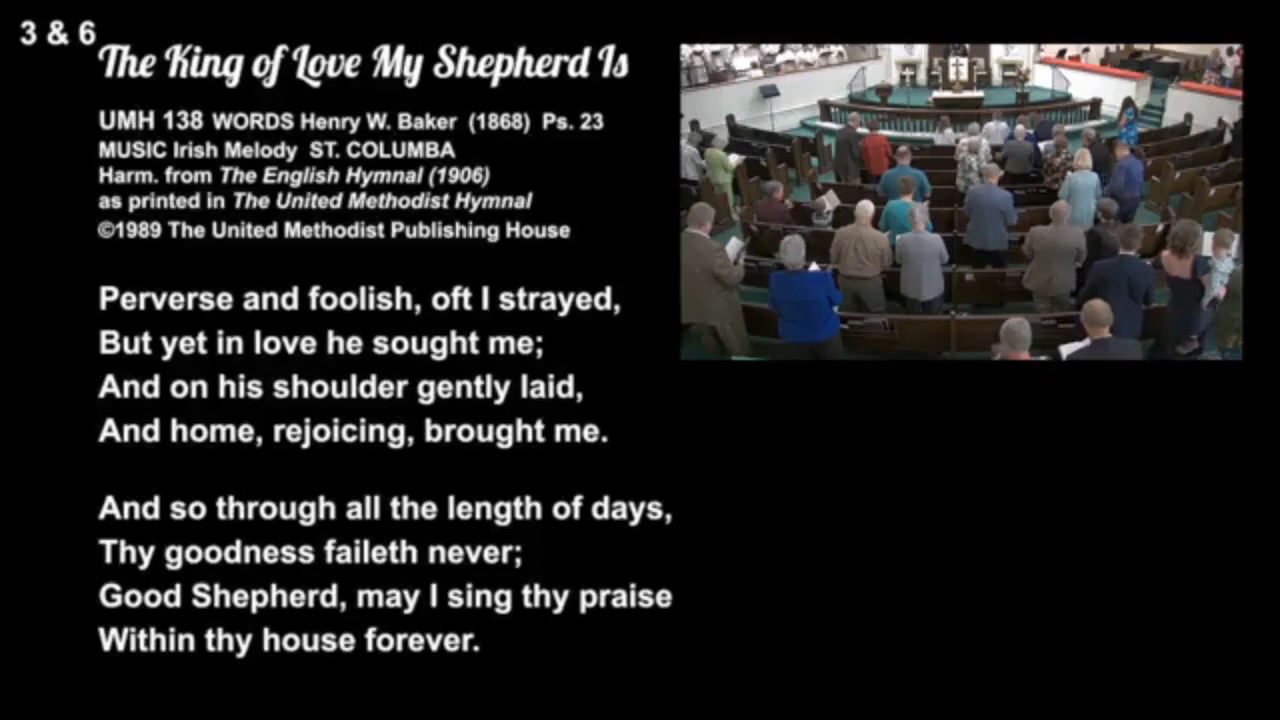 3 & 6
The King of Love My Shepherd Is
UMH 138 WORDS Henry W. Baker (1868) Ps. 23
MUSIC Irish Melody ST. COLUMBA
Harm. from The English Hymnal (1906)
as printed in The United Methodist Hymnal
©1989 The United Methodist Publishing House
Perverse and foolish, oft I strayed,
But yet in love he sought me;
And on his shoulder gently laid,
And home, rejoicing, brought me.
And so through all the length of days,
Thy goodness faileth never;
Good Shepherd, may I sing thy praise
Within thy house forever.